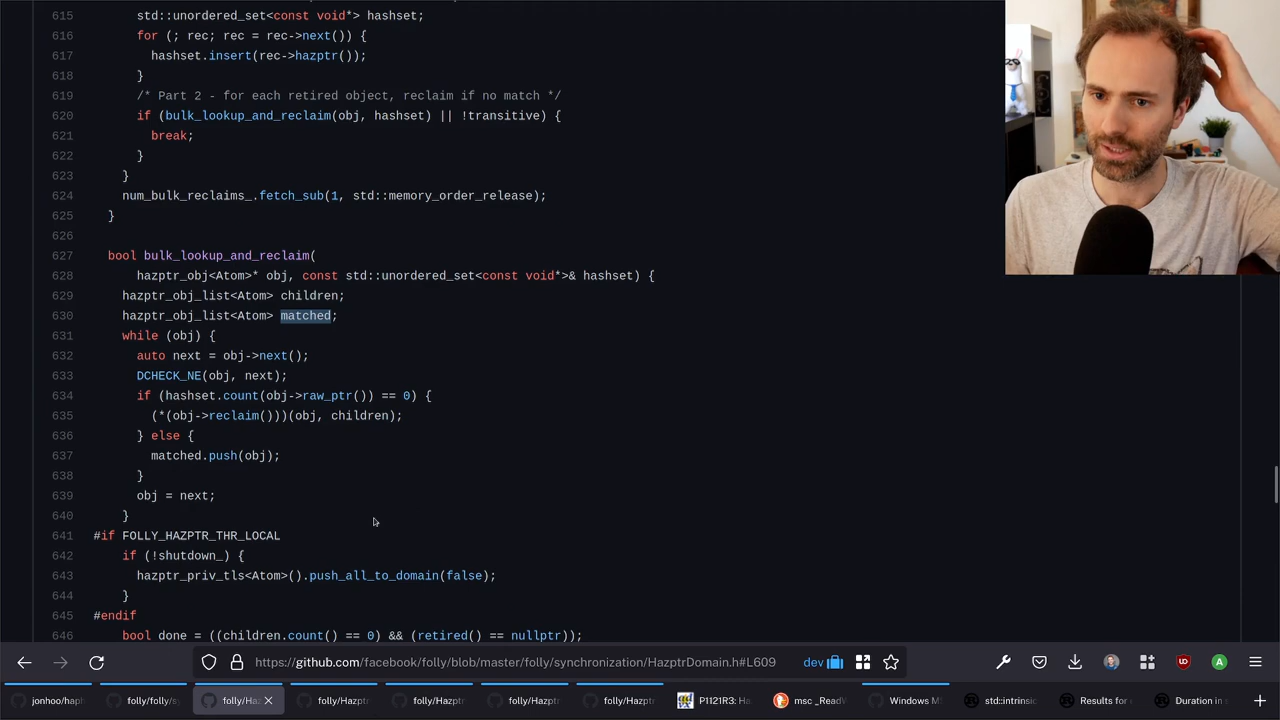 615 std::unordered_set<const void*> hashset;
616 for (; rec; rec = rec->next()) {
617 hashset.insert(rec->hazptr());
618 }
619 /* Part 2 - for each retired object, reclaim if no match */
620 if (bulk_lookup_and_reclaim(obj, hashset) || !transitive) {
621 break;
622 }
623 }
624 num_bulk_reclaims_.fetch_sub(1, std::memory_order_release);
625 }
626
627 bool bulk_lookup_and_reclaim(
628 hazptr_obj<Atom>* obj, const std::unordered_set<const void*>& hashset) {
629 hazptr_obj_list<Atom> children;
630 hazptr_obj_list<Atom> matched;
631 while (obj) {
632 auto next = obj->next();
633 DCHECK_NE(obj, next);
634 if (hashset.count(obj->raw_ptr()) == 0) {
635 (*(obj->reclaim()))(obj, children);
636 } else {
637 matched.push(obj);
638 }
639 obj = next;
640 }
641 #if FOLLY_HAZPTR_THR_LOCAL
642 if (!shutdown_) {
643 hazptr_priv_tls<Atom>().push_all_to_domain(false);
644 }
645 #endif
646 bool done = ((children.count() == 0) && (retired() == nullptr));
https://github.com/facebook/folly/blob/master/folly/synchronization/HazptrDomain.h#L609 dev
jonhoo/hap folly/folly/s folly/Haz folly/Hazpt folly/Hazpt folly/Hazpt folly/Hazpt P1121R3: Ha msc _ReadW Windows M std::intrinsic Results for Duration in